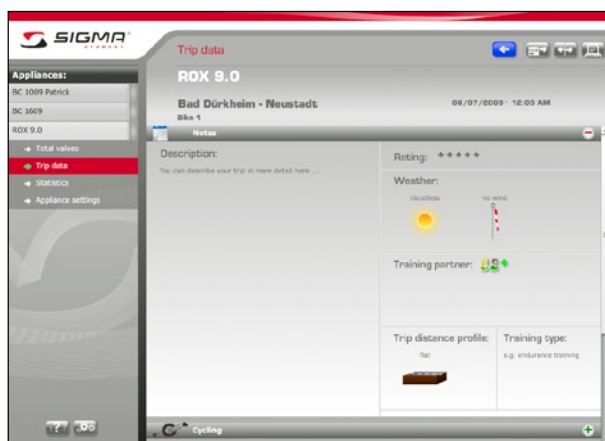 SIGMA
ELEMENT
Trip data
Appliances:
BC 1009 Patrick
BC 1609
ROX 9.0
Total values
Trip data
Statistics
Appliance settings
ROX 9.0
Bad Dürkheim - Neustadt
Bike 1
08/07/2009 · 12:03 AM
Notes
Description:
You can describe your trip in more detail here ...
Rating: *****
Weather:
cloudless
no wind
Training partner:
Trip distance profile:
flat
Training type:
e.g. endurance training
Cycling